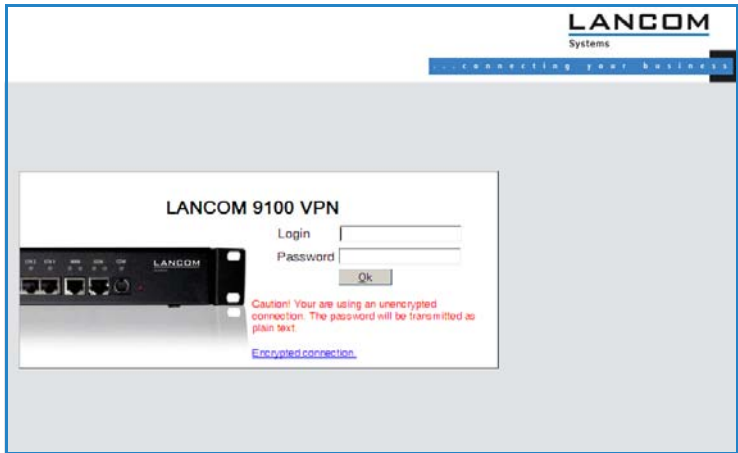 LANCOM
Systems
...connecting your business
LANCOM 9100 VPN
Login
Password
LANCOM
Ok
Caution! Your are using an unencrypted
connection. The password will be transmitted as
plain text.
Encrypted connection.